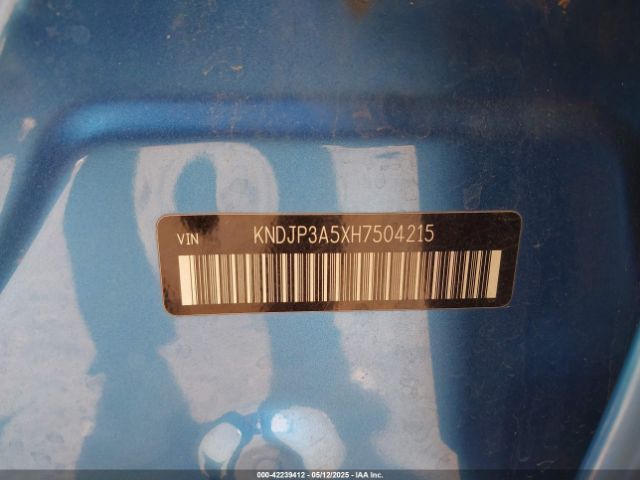 VIN KNDJP3A5XH7504215
000-42239412 - 05/12/2025 - IAA Inc.